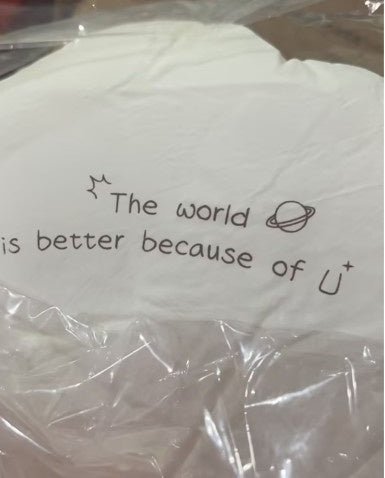 The world
is better because of U